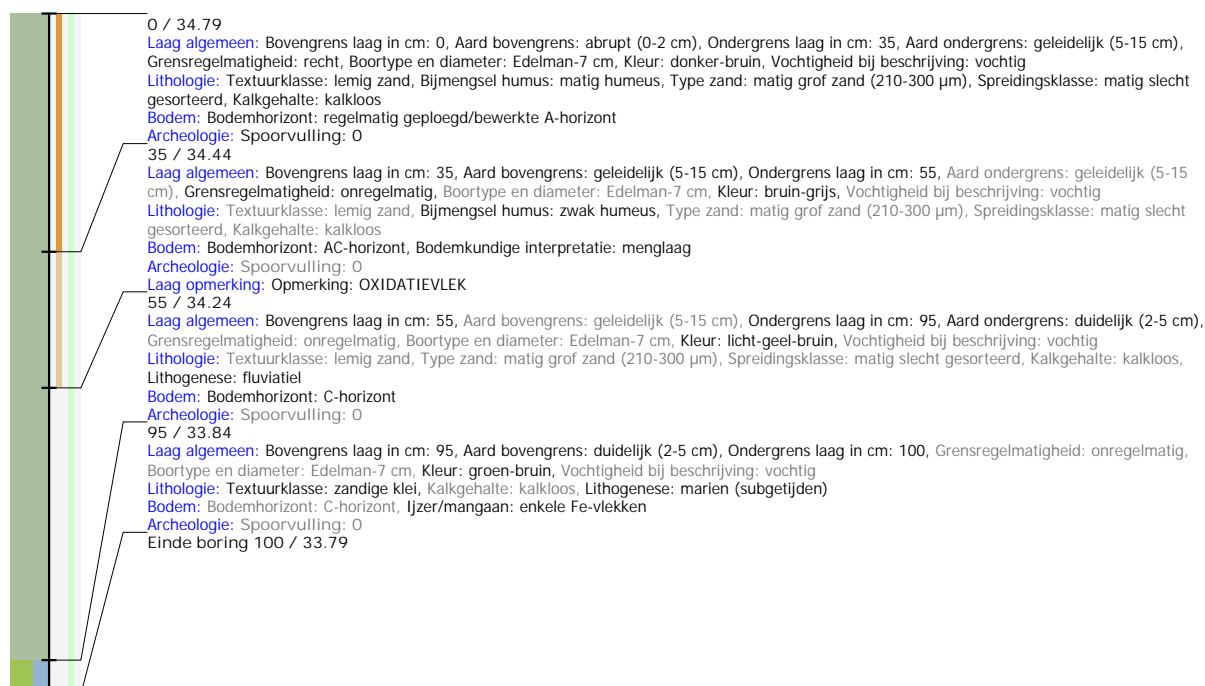 0 / 34.79
Laag algemeen: Bovengrens laag in cm: 0, Aard bovengrens: abrupt (0-2 cm), Ondergrens laag in cm: 35, Aard ondergrens: geleidelijk (5-15 cm),
Grensregelmatigheid: recht, Boortype en diameter: Edelman-7 cm, Kleur: donker-bruin, Vochtigheid bij beschrijving: vochtig
Lithologie: Textuurklasse: lemig zand, Bijmengsel humus: matig humeus, Type zand: matig grof zand (210-300 µm), Spreidingsklasse: matig slecht
gesorteerd, Kalkgehalte: kalkloos
Bodem: Bodemhorizont: regelmatig geploegd/bewerkte A-horizont
Archeologie: Spoorvulling: 0
35 / 34.44
Laag algemeen: Bovengrens laag in cm: 35, Aard bovengrens: geleidelijk (5-15 cm), Ondergrens laag in cm: 55, Aard ondergrens: geleidelijk (5-15
cm), Grensregelmatigheid: onregelmatig, Boortype en diameter: Edelman-7 cm, Kleur: bruin-grijs, Vochtigheid bij beschrijving: vochtig
Lithologie: Textuurklasse: lemig zand, Bijmengsel humus: zwak humeus, Type zand: matig grof zand (210-300 µm), Spreidingsklasse: matig slecht
gesorteerd, Kalkgehalte: kalkloos
Bodem: Bodemhorizont: AC-horizont, Bodemkundige interpretatie: menglaag
Archeologie: Spoorvulling: 0
Laag opmerking: Opmerking: OXIDATIEVLEK
55 / 34.24
Laag algemeen: Bovengrens laag in cm: 55, Aard bovengrens: geleidelijk (5-15 cm), Ondergrens laag in cm: 95, Aard ondergrens: duidelijk (2-5 cm),
Grensregelmatigheid: onregelmatig, Boortype en diameter: Edelman-7 cm, Kleur: licht-geel-bruin, Vochtigheid bij beschrijving: vochtig
Lithologie: Textuurklasse: lemig zand, Type zand: matig grof zand (210-300 µm), Spreidingsklasse: matig slecht gesorteerd, Kalkgehalte: kalkloos,
Lithogenese: fluviatiel
Bodem: Bodemhorizont: C-horizont
Archeologie: Spoorvulling: 0
95 / 33.84
Laag algemeen: Bovengrens laag in cm: 95, Aard bovengrens: duidelijk (2-5 cm), Ondergrens laag in cm: 100, Grensregelmatigheid: onregelmatig,
Boortype en diameter: Edelman-7 cm, Kleur: groen-bruin, Vochtigheid bij beschrijving: vochtig
Lithologie: Textuurklasse: zandige klei, Kalkgehalte: kalkloos, Lithogenese: marien (subgetijden)
Bodem: Bodemhorizont: C-horizont, Ijzer/mangaan: enkele Fe-vlekken
Archeologie: Spoorvulling: 0
Einde boring 100 / 33.79